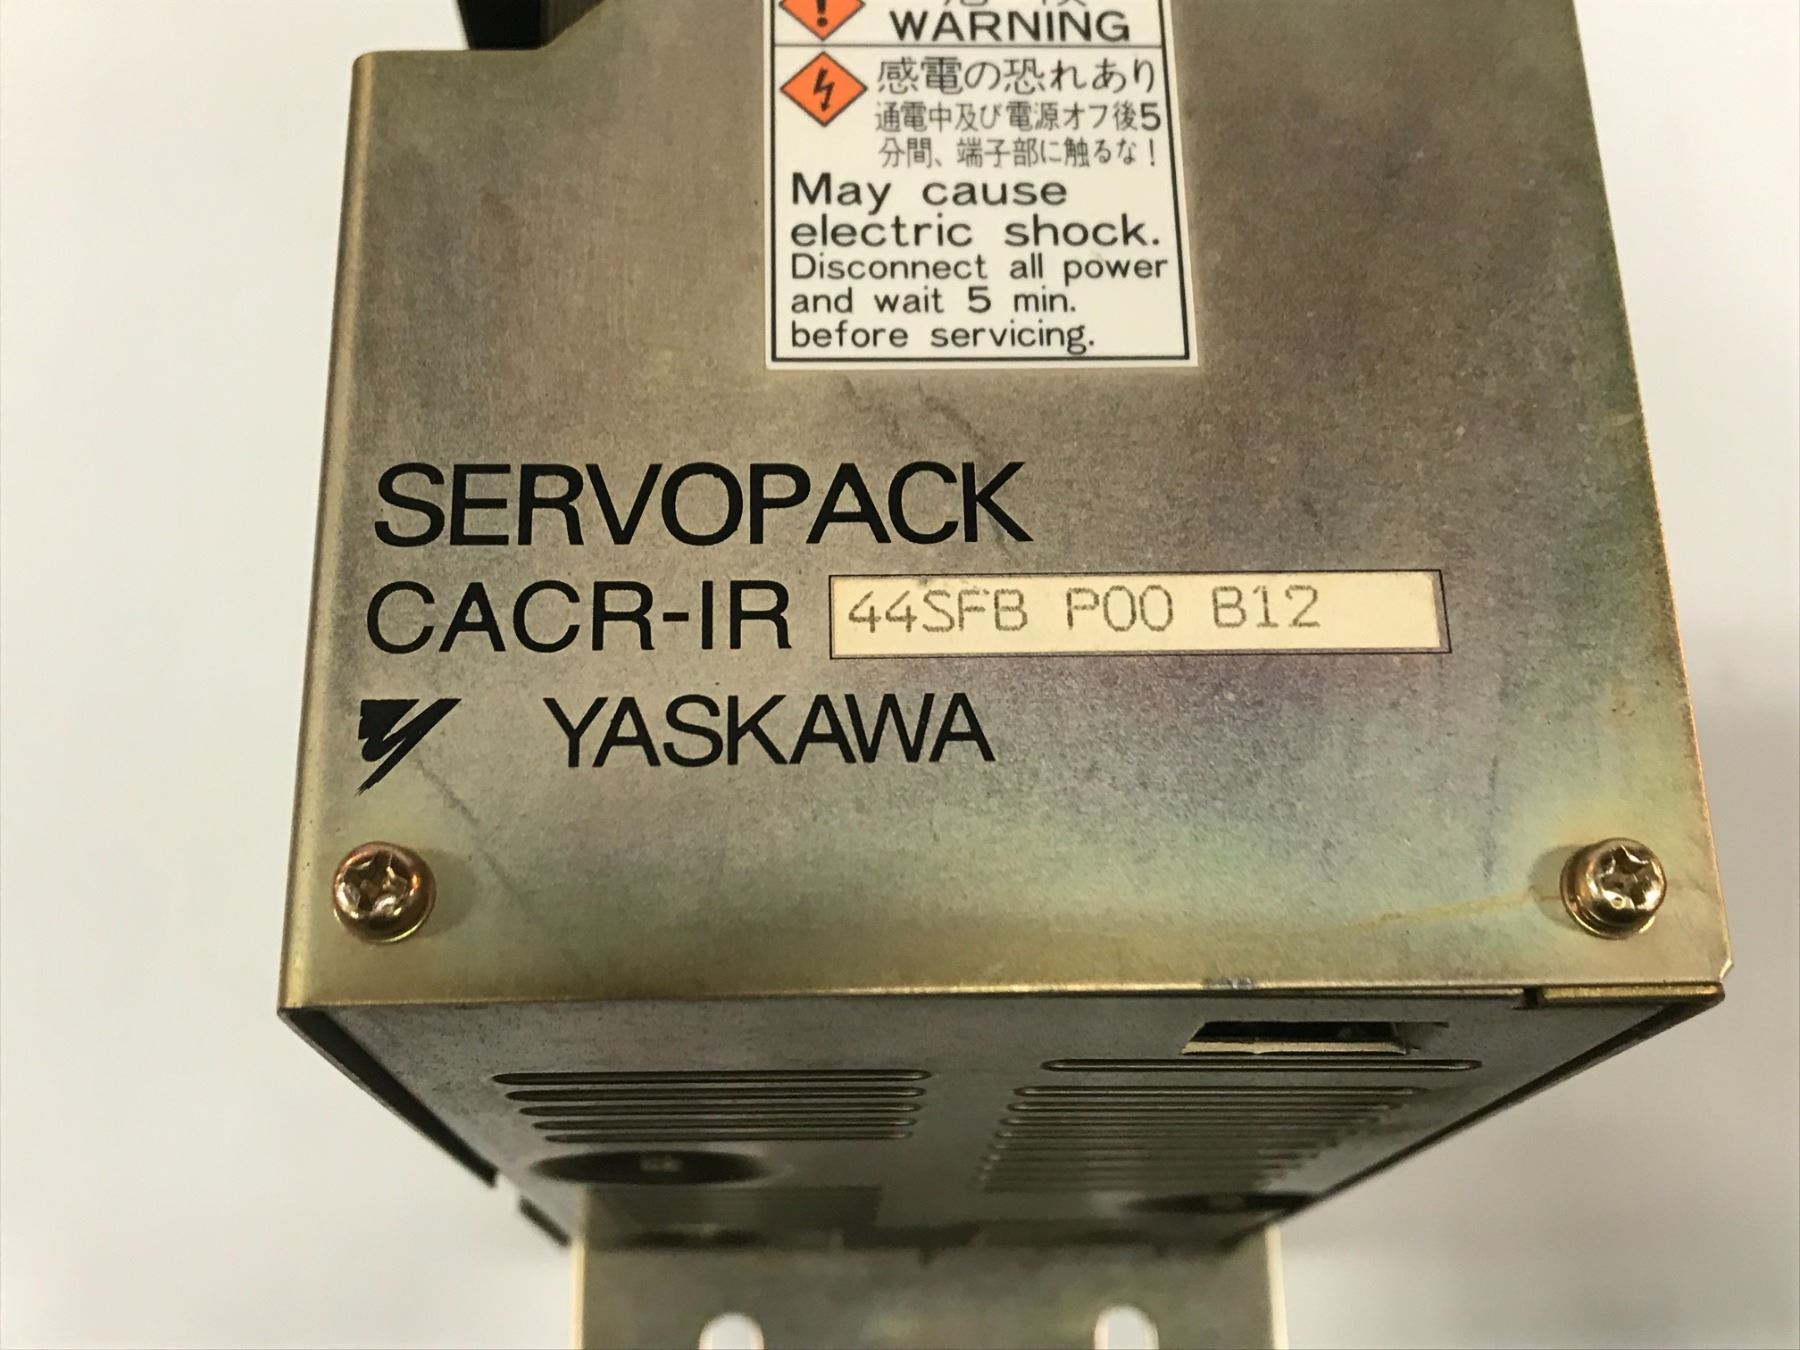 WARNING
感電の恐れあり
通電中及び電源オフ後5
分間、端子部に触るな!
May cause
electric shock.
Disconnect all power
and wait 5 min.
before servicing.
SERVOPACK
CACR-IR 44SFB P00 B12
YASKAWA